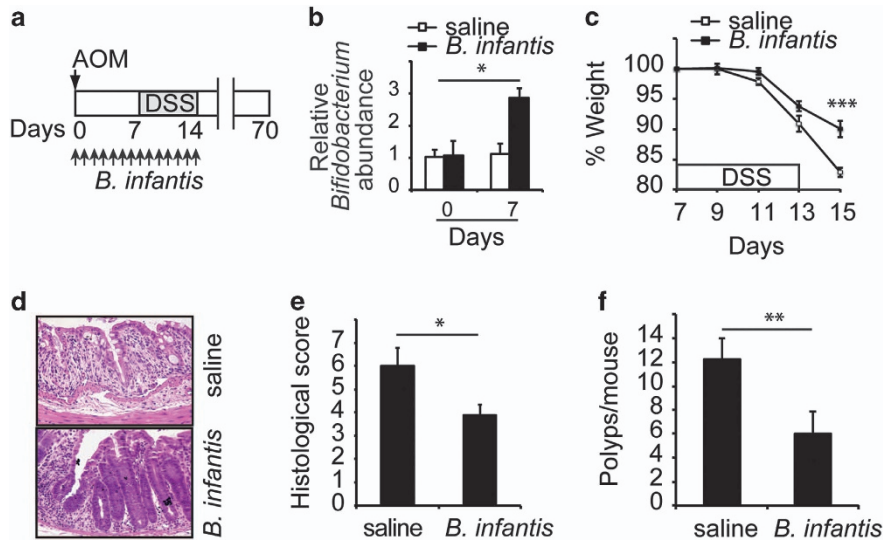 a
AOM
DSS
Days 0 7 14 70
B. infantis
b
saline
B. infantis
Relative
Bifidobacterium
abundance
3
2
1
0
*
0 7
Days
c
saline
B. infantis
% Weight
100
95
90
85
80
***
DSS
7 9 11 13 15
Days
d
saline
B. infantis
e
Histological score
7
6
5
4
3
2
1
0
*
saline B. infantis
f
Polyps/mouse
14
12
10
8
6
4
2
0
**
saline B. infantis